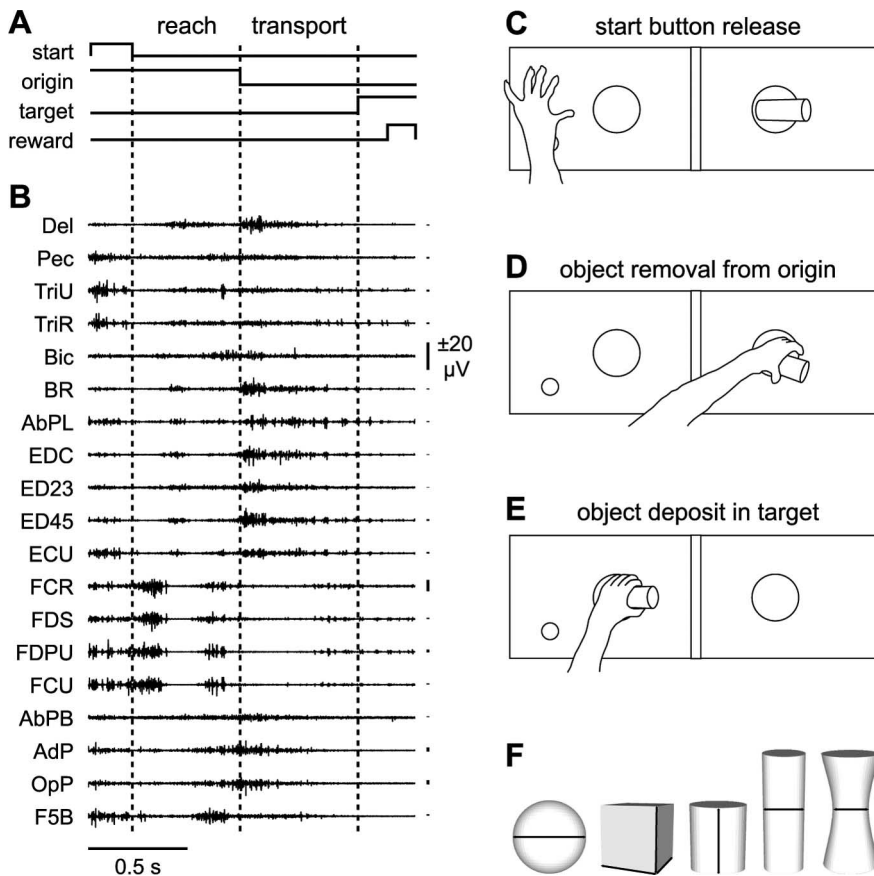 A
reach transport
start
origin
target
reward
B
Del
Pec
TriU
TriR
Bic
±20
μV
BR
AbPL
EDC
ED23
ED45
ECU
FCR
FDS
FDPU
FCU
AbPB
AdP
OpP
F5B
0.5 s
C start button release
D object removal from origin
E object deposit in target
F